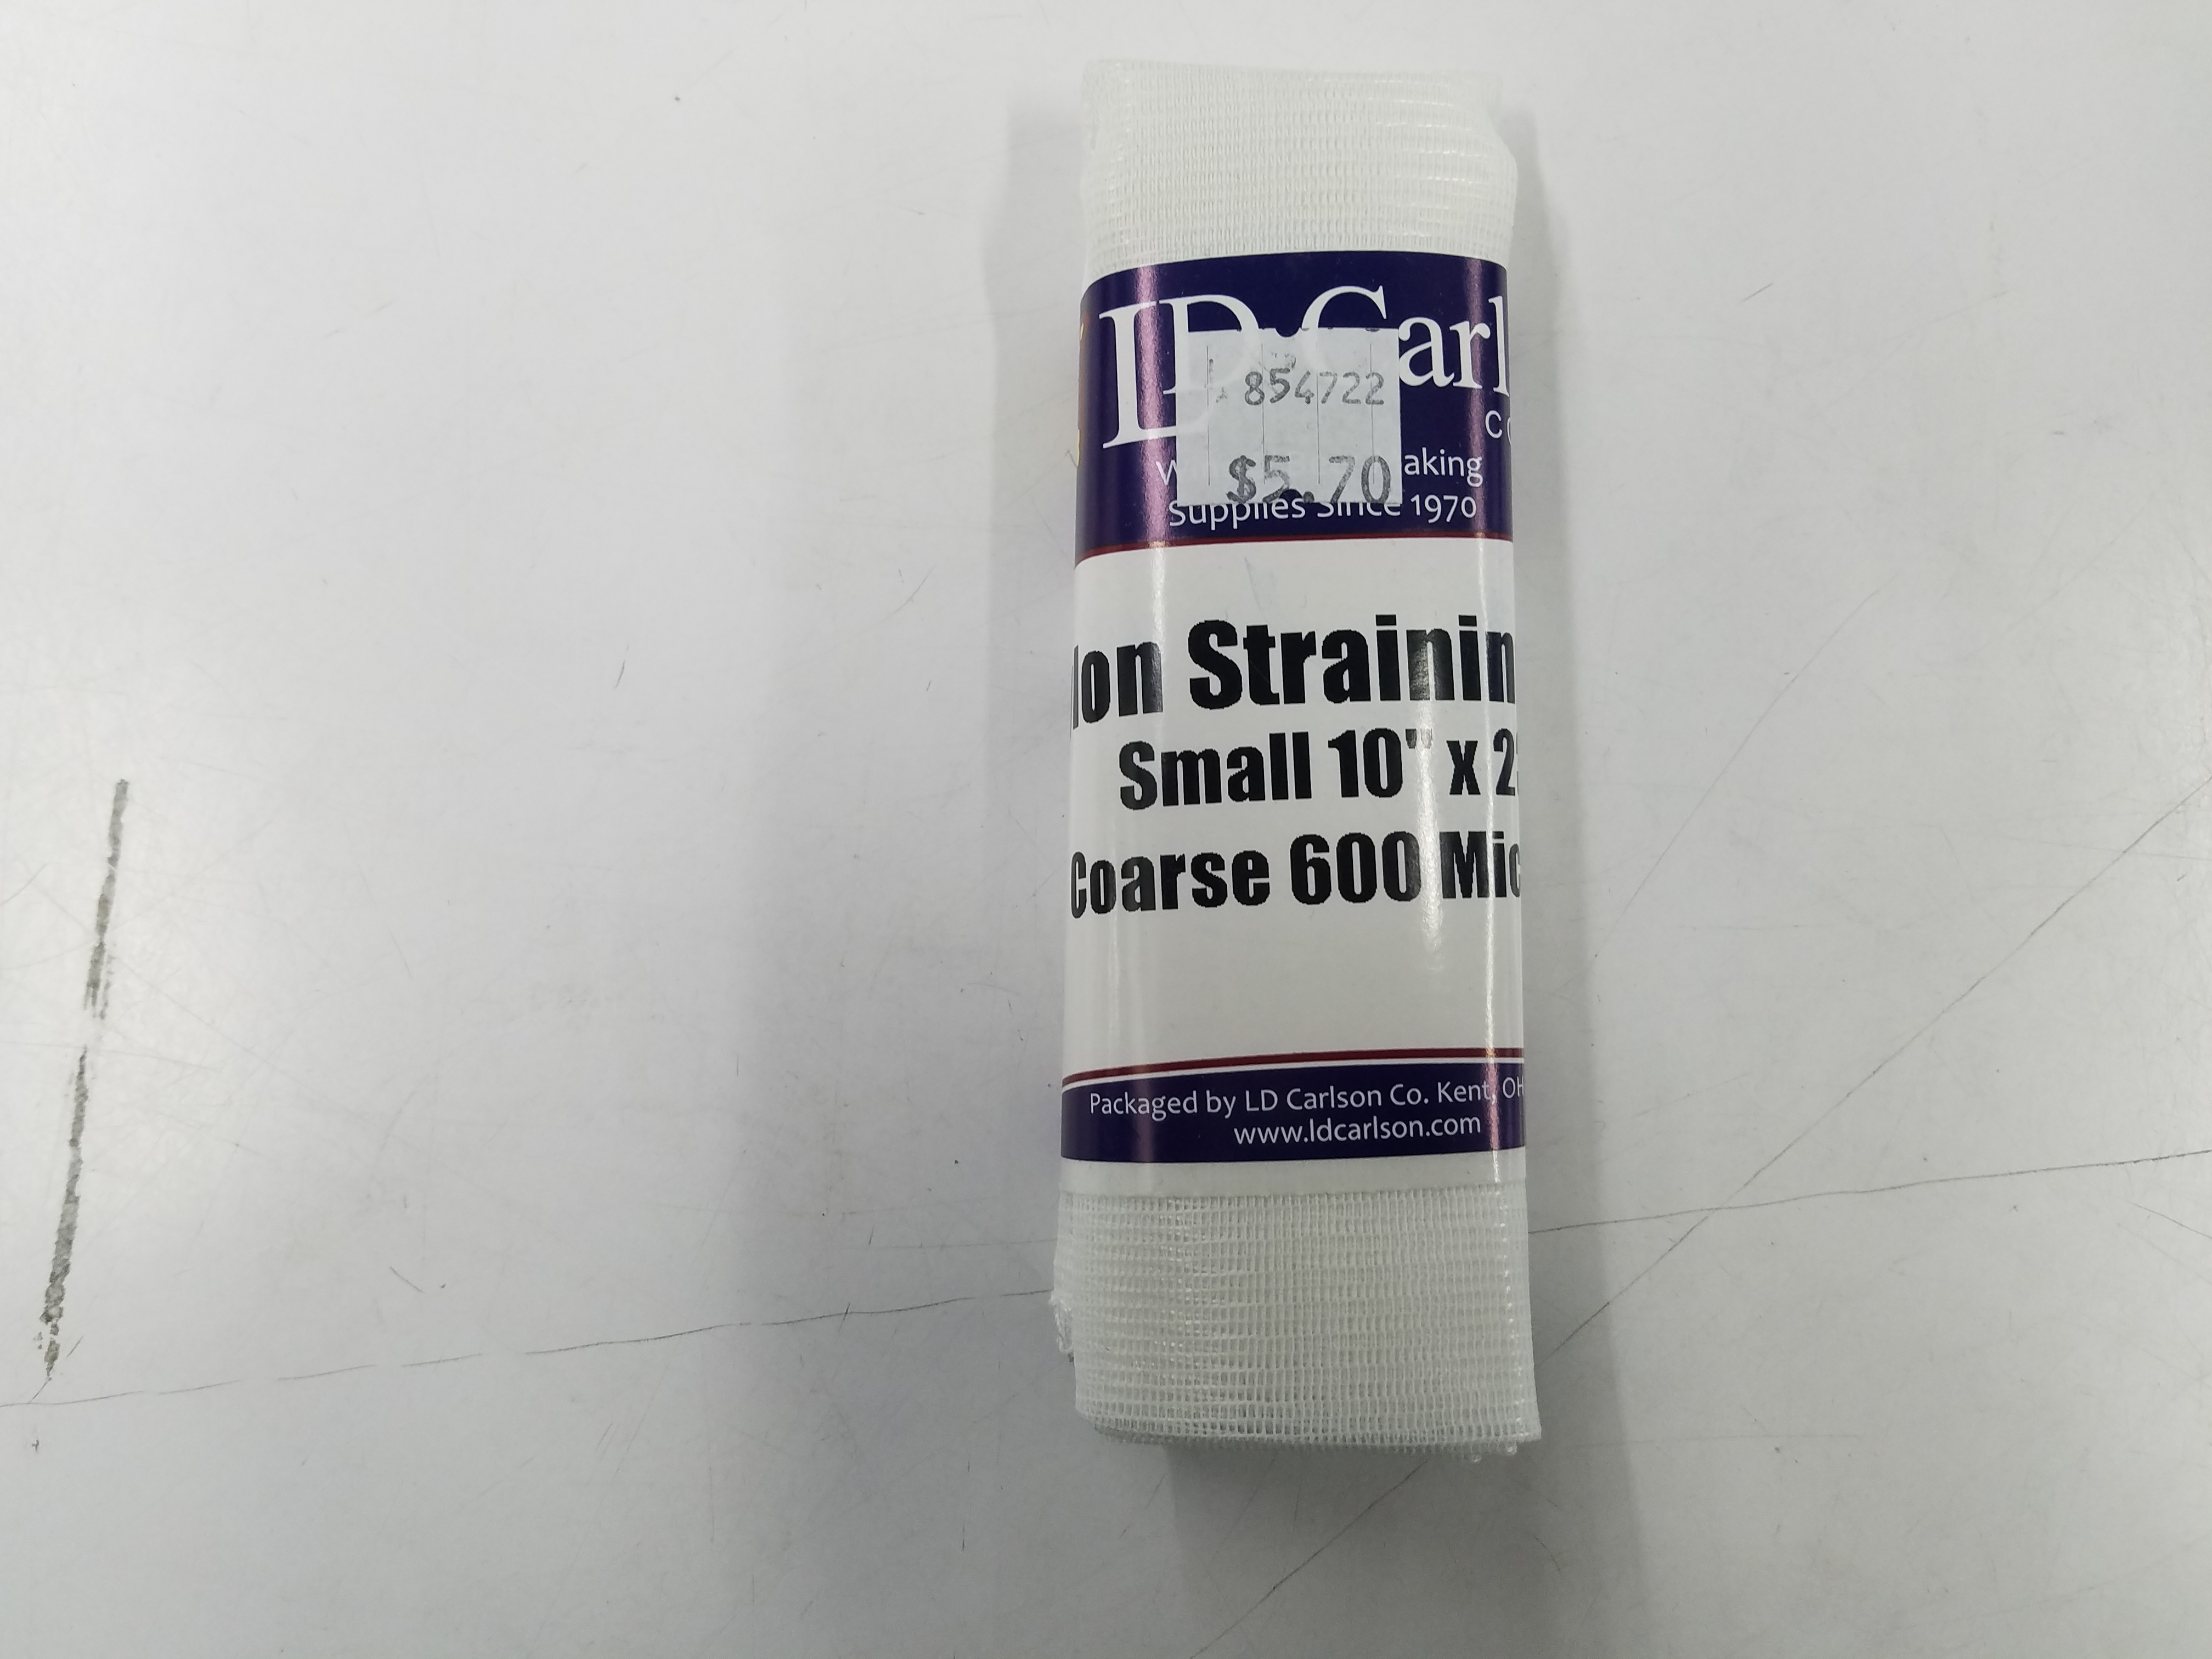 LD Carl
Co
854722
$5.70
aking
Supplies Since 1970
lon Strainin
Small 10" x 2
Coarse 600 Mic
Packaged by LD Carlson Co. Kent, OH
www.ldcarlson.com